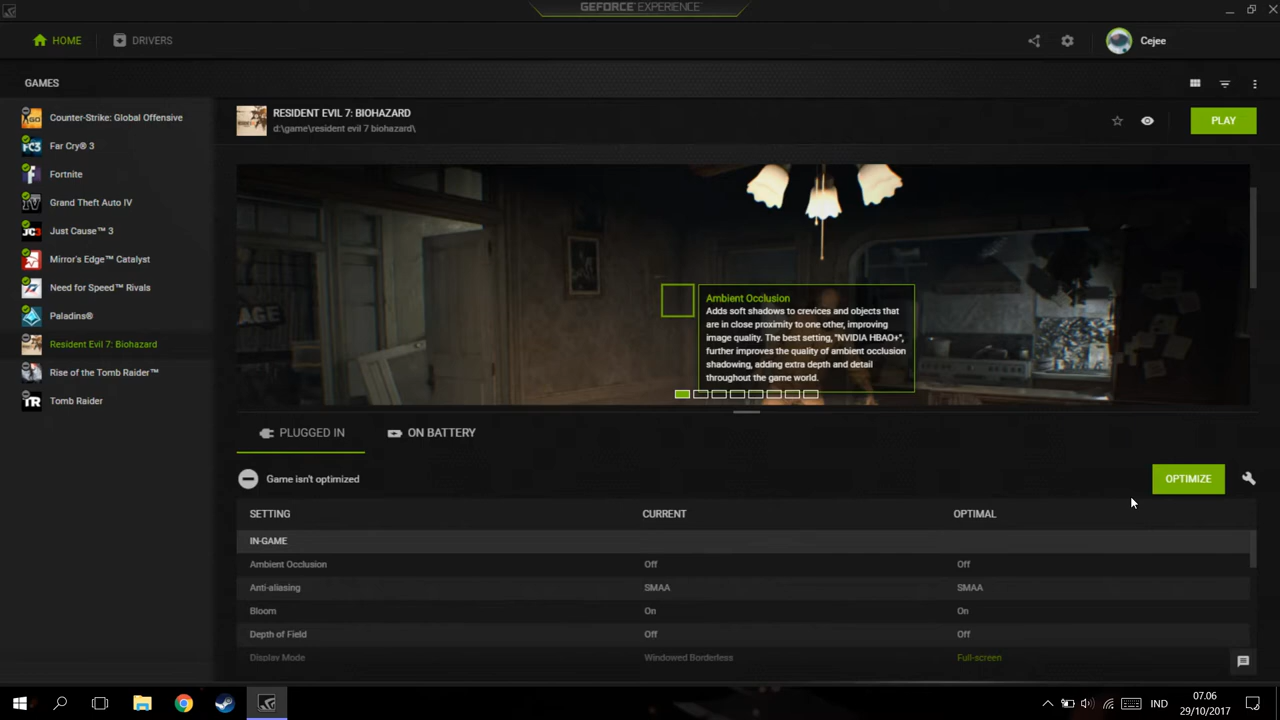 GEFORCE EXPERIENCE
HOME
DRIVERS
Cejee
GAMES
Counter-Strike: Global Offensive
Far Cry® 3
Fortnite
Grand Theft Auto IV
Just Cause™ 3
Mirror's Edge™ Catalyst
Need for Speed™ Rivals
Paladins®
Resident Evil 7: Biohazard
Rise of the Tomb Raider™
Tomb Raider
RESIDENT EVIL 7: BIOHAZARD
d:\game\resident evil 7 biohazard\
PLAY
Ambient Occlusion
Adds soft shadows to crevices and objects that
are in close proximity to one other, improving
image quality. The best setting, "NVIDIA HBAO+",
further improves the quality of ambient occlusion
shadowing, adding extra depth and detail
throughout the game world.
PLUGGED IN
ON BATTERY
Game isn't optimized
OPTIMIZE
SETTING CURRENT OPTIMAL
IN-GAME
Ambient Occlusion Off Off
Anti-aliasing SMAA SMAA
Bloom On On
Depth of Field Off Off
Display Mode Windowed Borderless Full-screen
IND
07.06
29/10/2017